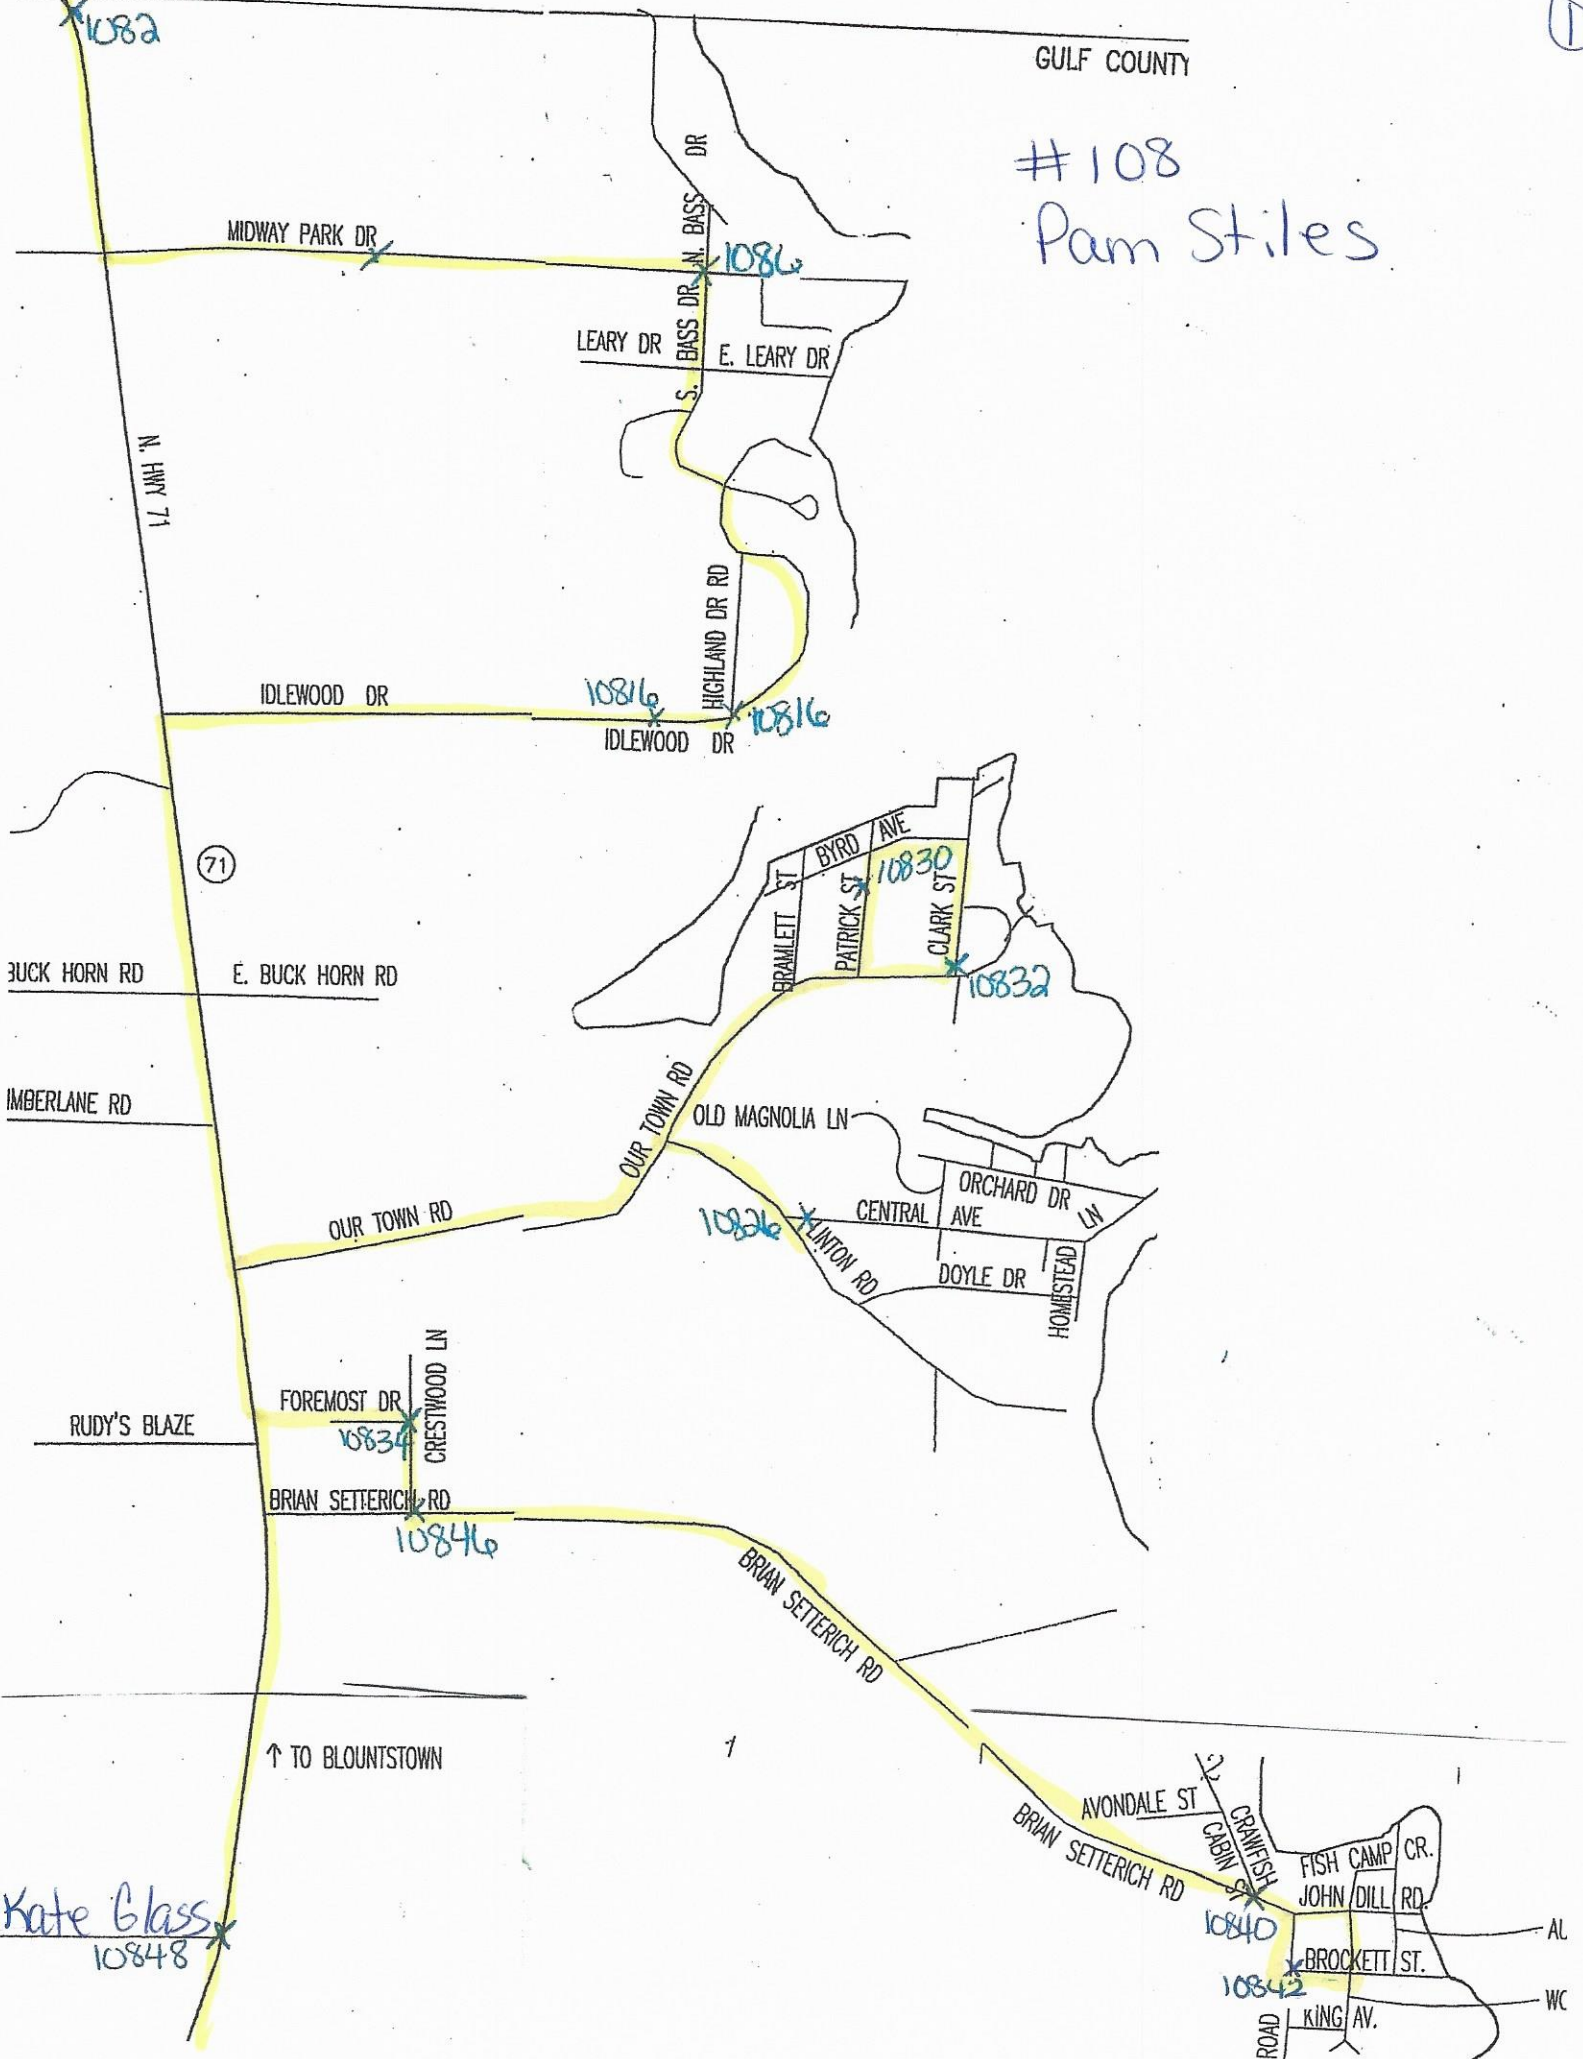 1082
GULF COUNTY
1
#108
Pam Stiles
N. BASS DR
MIDWAY PARK DR
1086
S. BASS DR
LEARY DR
E. LEARY DR
N. HWY 71
HIGHLAND DR RD
IDLEWOOD DR
10816
10816
IDLEWOOD DR
BYRD AVE
71
10830
BRAMLETT ST
PATRICK ST
CLARK ST
BUCK HORN RD
E. BUCK HORN RD
10832
IMBERLANE RD
OUR TOWN RD
OLD MAGNOLIA LN
ORCHARD DR
OUR TOWN RD
10826
CENTRAL AVE
LN
LINTON RD
DOYLE DR
HOMESTEAD
CRESTWOOD LN
FOREMOST DR
RUDY'S BLAZE
10834
BRIAN SETTERICH RD
10846
BRIAN SETTERICH RD
↑ TO BLOUNTSTOWN
1
AVONDALE ST
CRAWFISH
CABIN ST
BRIAN SETTERICH RD
FISH CAMP CR.
JOHN DILL RD.
Kate Glass
10848
10840
AL
BROCKETT ST.
10842
WC
KING AV.
ROAD